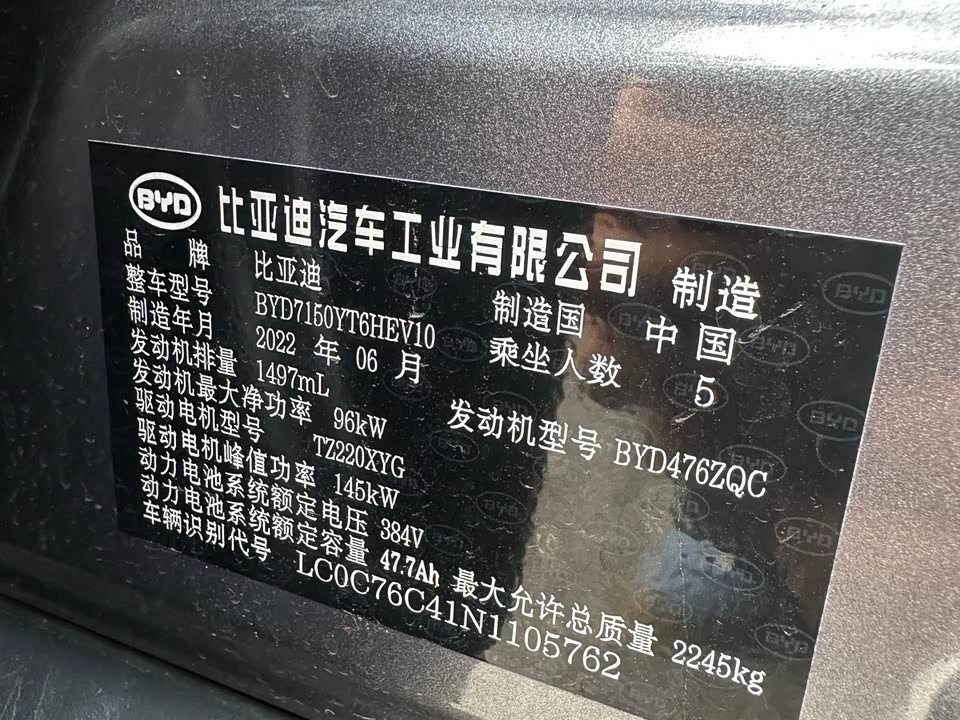 BYD 比亚迪汽车工业有限公司 制造
品牌 比亚迪 制造国 中国
整车型号 BYD7150YT6HEV10 乘坐人数 5
制造年月 2022 年 06 月
发动机排量 1497mL 发动机型号 BYD476ZQC
发动机最大净功率 96kW
驱动电机型号 TZ220XYG
驱动电机峰值功率 145kW
动力电池系统额定电压 384V
动力电池系统额定容量 47.7Ah 最大允许总质量 2245kg
车辆识别代号 LC0C76C41N1105762